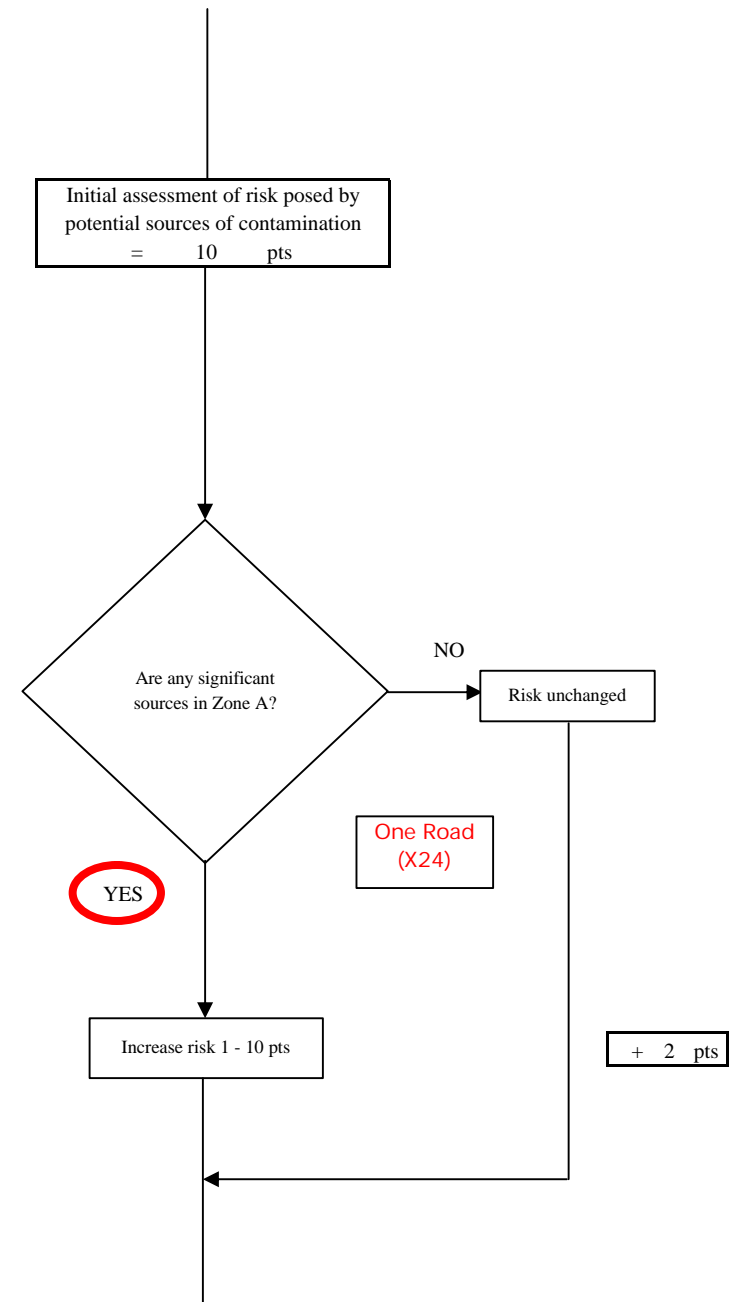 Initial assessment of risk posed by
potential sources of contamination
= 10 pts
Are any significant
sources in Zone A?
NO
Risk unchanged
One Road
(X24)
YES
Increase risk 1 - 10 pts
+ 2 pts